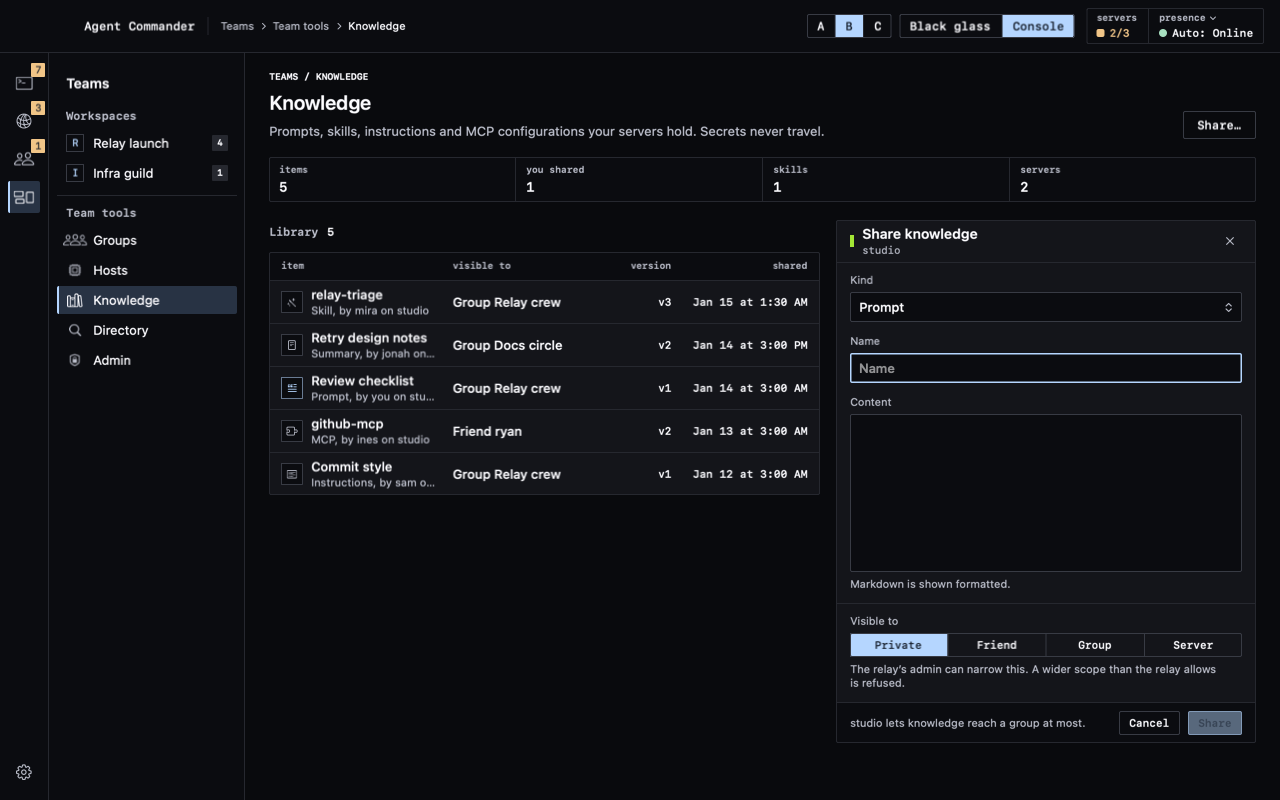 Agent Commander
Teams > Team tools > Knowledge
A B C
Black glass Console
servers
2/3
presence
Auto: Online
7
3
1
Teams
Workspaces
R Relay launch 4
I Infra guild 1
Team tools
Groups
Hosts
Knowledge
Directory
Admin
TEAMS / KNOWLEDGE
Knowledge
Prompts, skills, instructions and MCP configurations your servers hold. Secrets never travel.
Share…
items
5
you shared
1
skills
1
servers
2
Library 5
item visible to version shared
relay-triage
Skill, by mira on studio
Group Relay crew v3 Jan 15 at 1:30 AM
Retry design notes
Summary, by jonah on…
Group Docs circle v2 Jan 14 at 3:00 PM
Review checklist
Prompt, by you on stu…
Group Relay crew v1 Jan 14 at 3:00 AM
github-mcp
MCP, by ines on studio
Friend ryan v2 Jan 13 at 3:00 AM
Commit style
Instructions, by sam o…
Group Relay crew v1 Jan 12 at 3:00 AM
Share knowledge
studio
Kind
Prompt
Name
Name
Content
Markdown is shown formatted.
Visible to
Private Friend Group Server
The relay's admin can narrow this. A wider scope than the relay allows
is refused.
studio lets knowledge reach a group at most.
Cancel Share